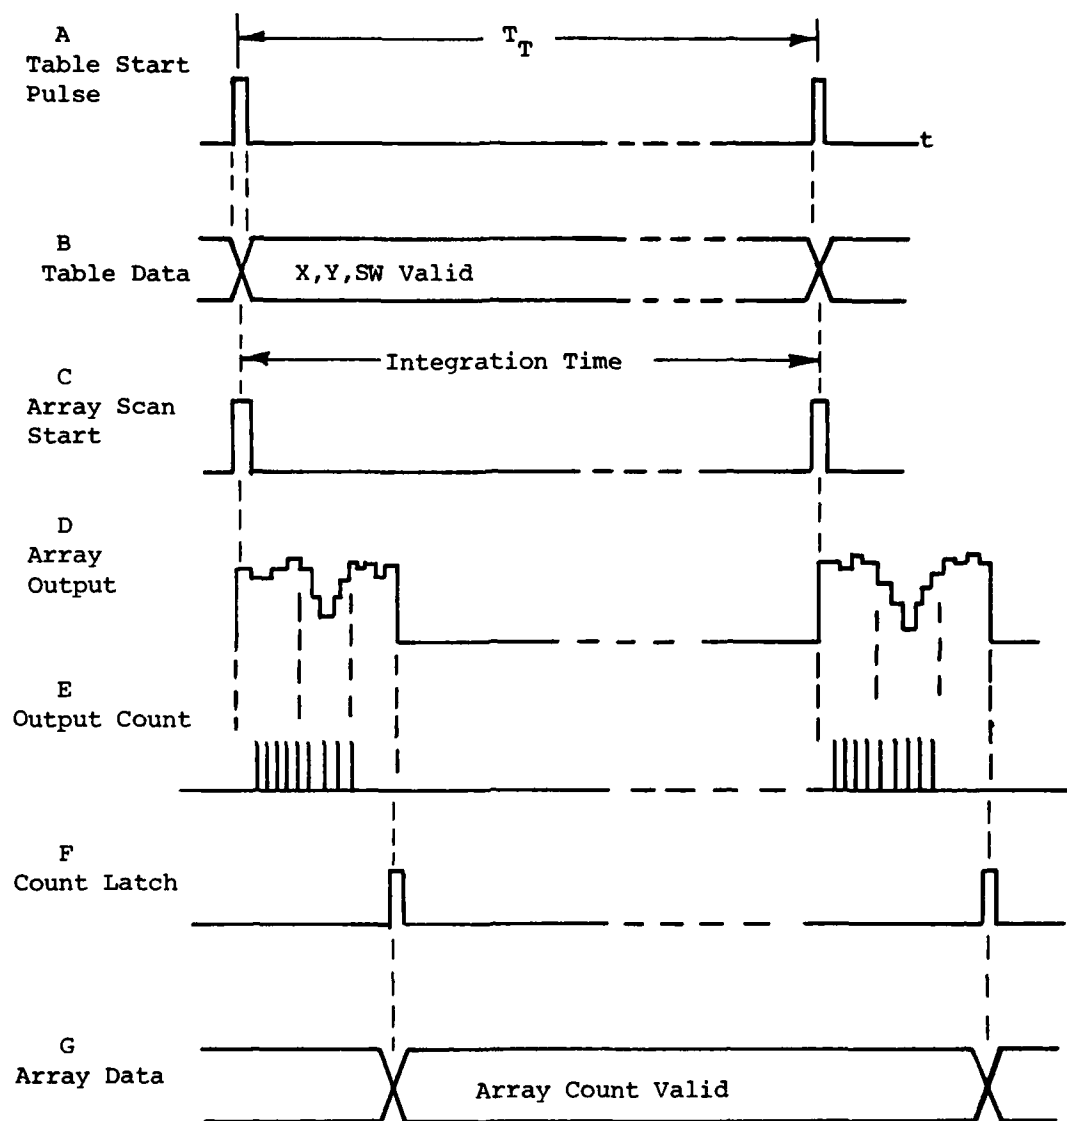 A
Table Start
Pulse
T_T
t
B
Table Data
X,Y,SW Valid
Integration Time
C
Array Scan
Start
D
Array
Output
E
Output Count
F
Count Latch
G
Array Data
Array Count Valid